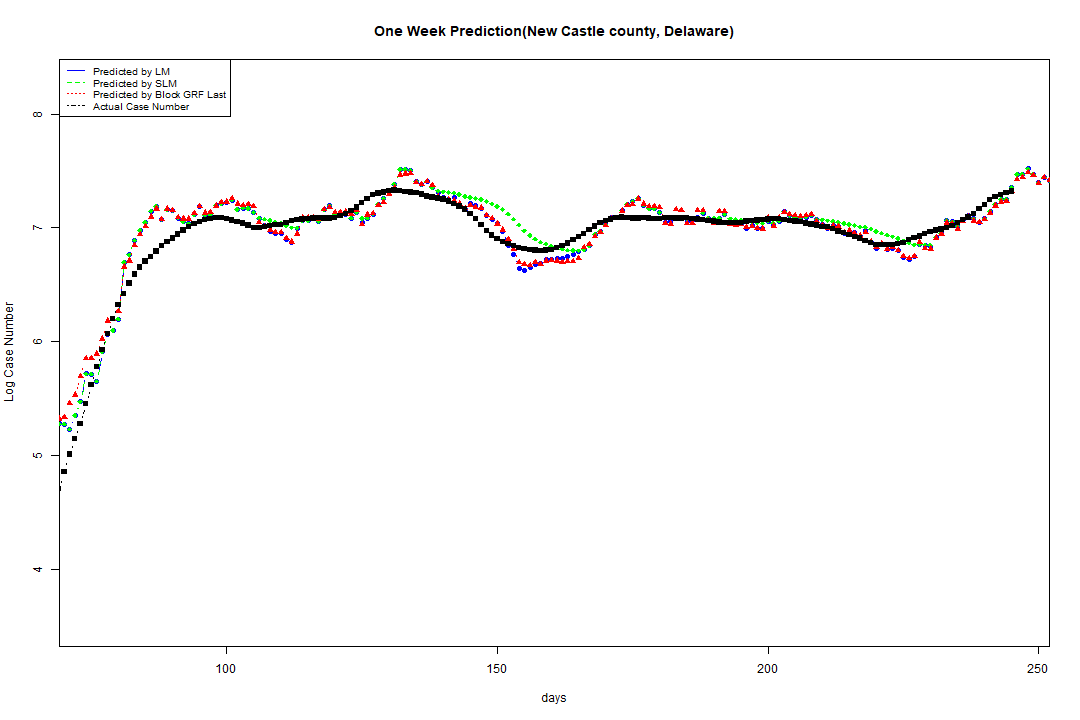 One Week Prediction(New Castle county, Delaware)
Predicted by LM
Predicted by SLM
Predicted by Block GRF Last
Actual Case Number
8
7
6
5
4
Log Case Number
100 150 200 250
days